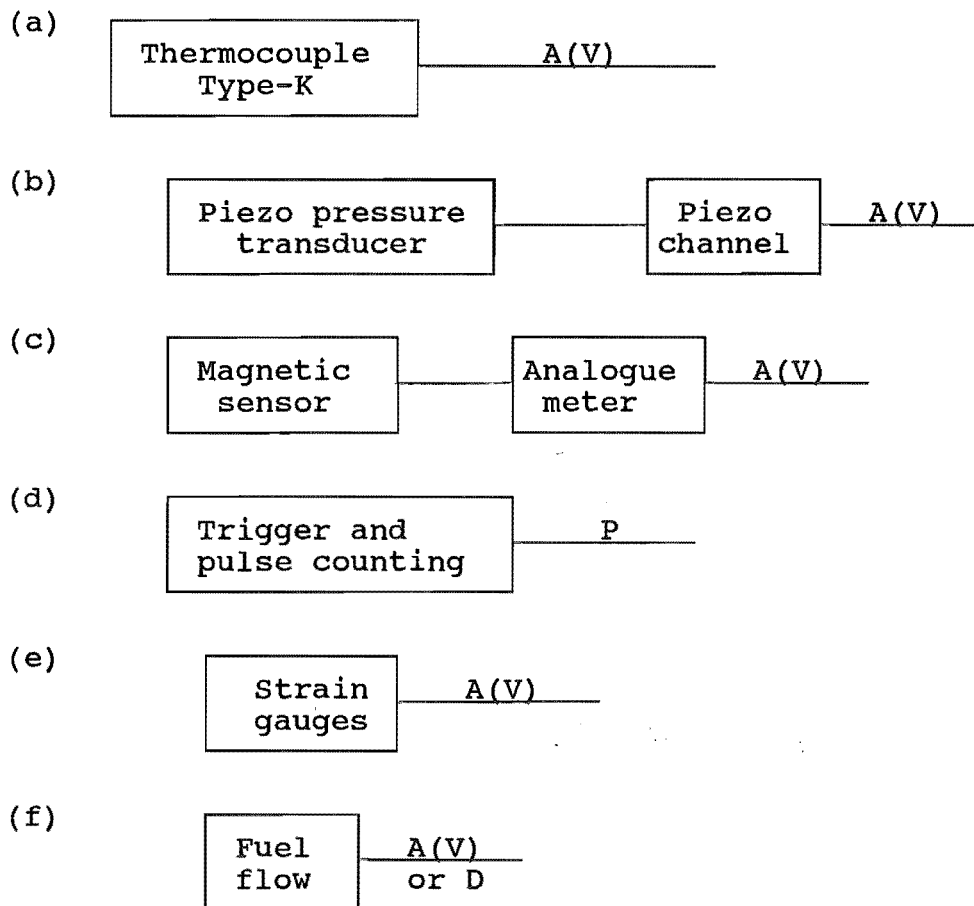 (a)
Thermocouple
Type-K
A(V)
(b)
Piezo pressure
transducer
Piezo
channel
A(V)
(c)
Magnetic
sensor
Analogue
meter
A(V)
(d)
Trigger and
pulse counting
P
(e)
Strain
gauges
A(V)
(f)
Fuel
flow
A(V)
or D